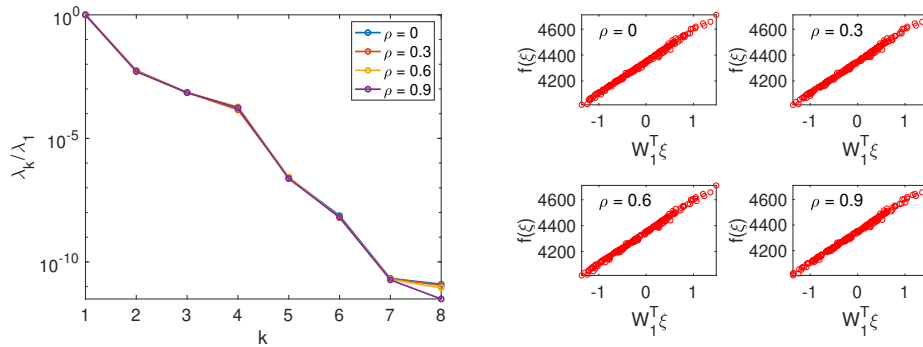 10^0
10^-5
10^-10
λ_k/λ_1
1 2 3 4 5 6 7 8
k
ρ = 0
ρ = 0.3
ρ = 0.6
ρ = 0.9
ρ = 0
4600
4400
4200
f(ξ)
-1 0 1
W_1^T ξ
ρ = 0.3
4600
4400
4200
f(ξ)
-1 0 1
W_1^T ξ
ρ = 0.6
4600
4400
4200
f(ξ)
-1 0 1
W_1^T ξ
ρ = 0.9
4600
4400
4200
f(ξ)
-1 0 1
W_1^T ξ